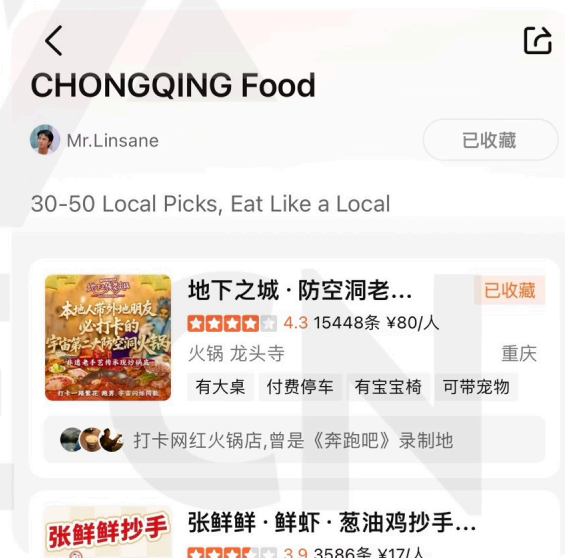 CHONGQING Food
Mr.Linsane
已收藏
30-50 Local Picks, Eat Like a Local
本地人带外地朋友
必打卡的
宇宙第二大防空洞火锅
地下之城 · 防空洞老...
已收藏
4.3 15448条 ¥80/人
火锅 龙头寺
重庆
有大桌 付费停车 有宝宝椅 可带宠物
打卡网红火锅店,曾是《奔跑吧》录制地
张鲜鲜抄手
张鲜鲜 · 鲜虾 · 葱油鸡抄手...
3.9 3586条 ¥17/人